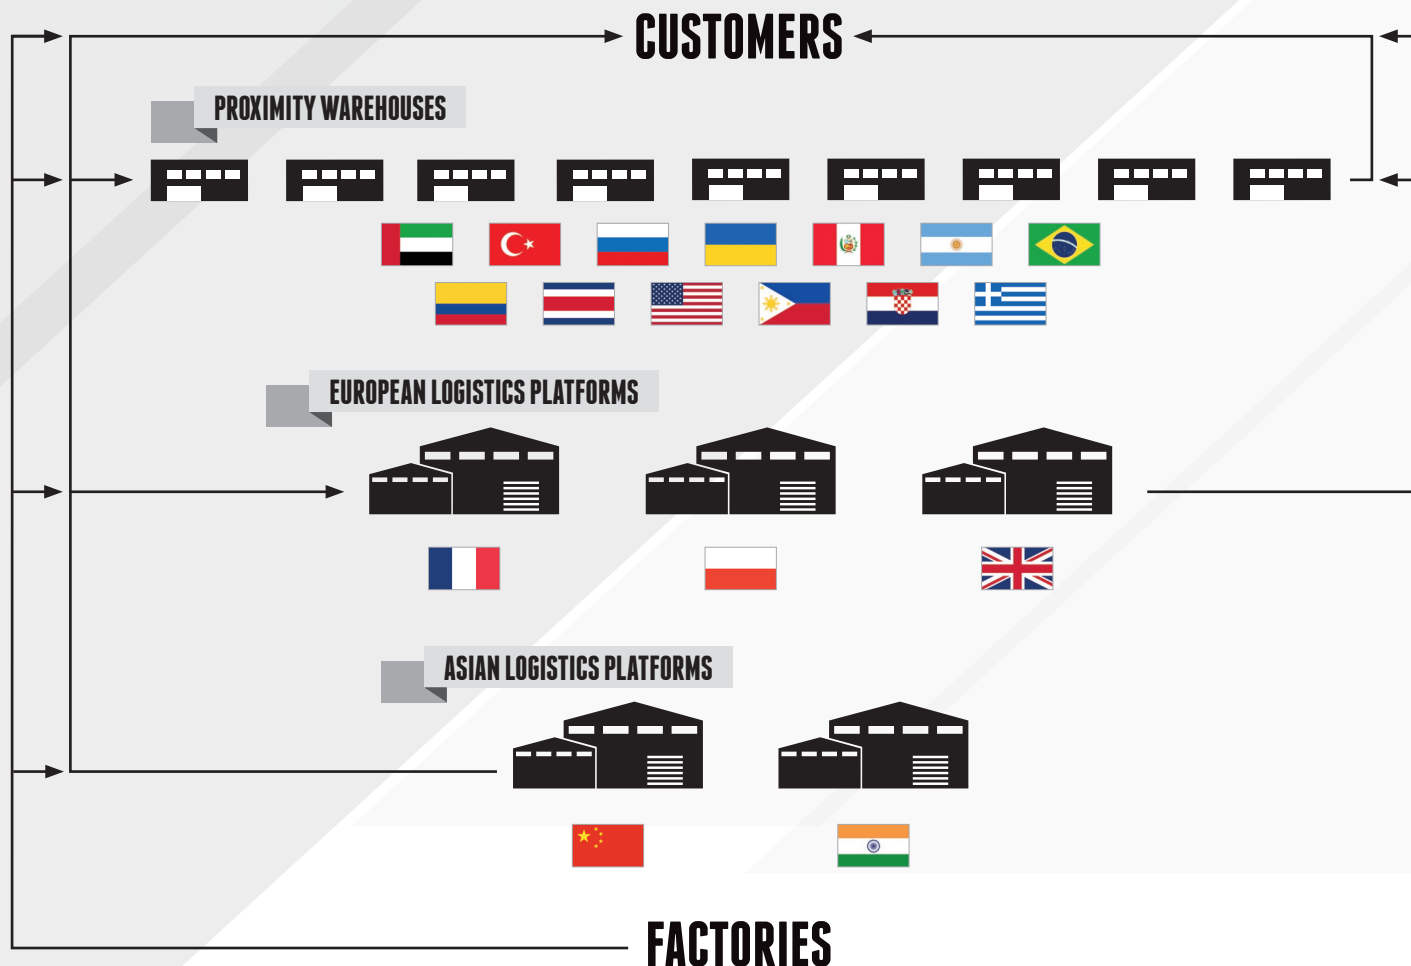 CUSTOMERS
PROXIMITY WAREHOUSES
EUROPEAN LOGISTICS PLATFORMS
ASIAN LOGISTICS PLATFORMS
FACTORIES